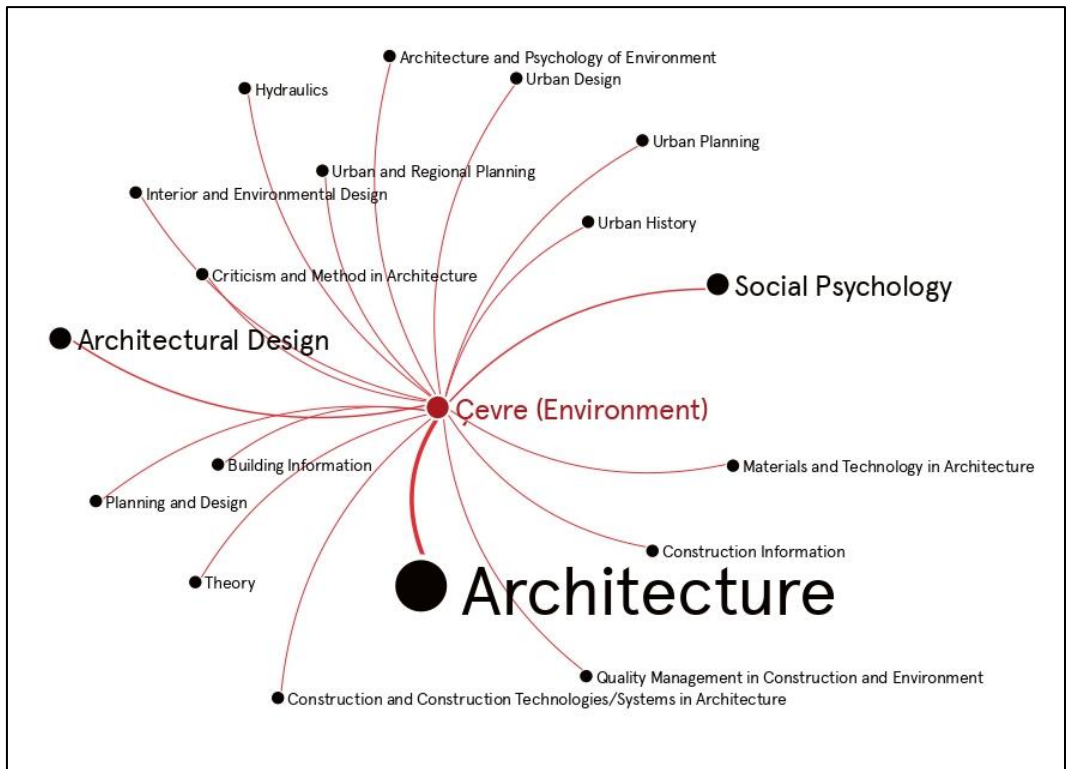 Architecture and Psychology of Environment
Urban Design
Hydraulics
Urban Planning
Urban and Regional Planning
Interior and Environmental Design
Urban History
Criticism and Method in Architecture
Social Psychology
Architectural Design
Çevre (Environment)
Building Information
Materials and Technology in Architecture
Planning and Design
Construction Information
Theory
Architecture
Quality Management in Construction and Environment
Construction and Construction Technologies/Systems in Architecture